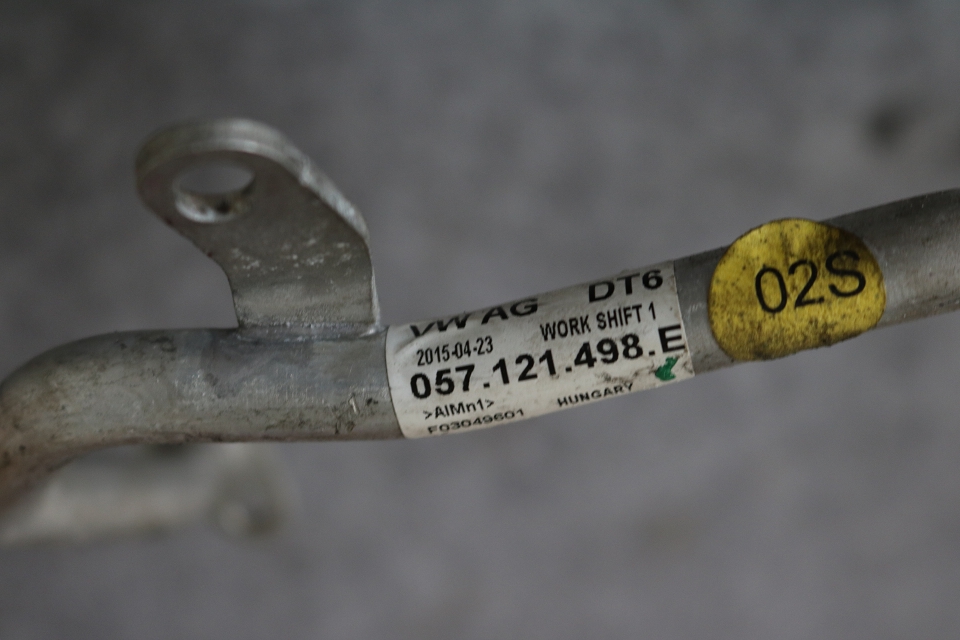 VW AG DT6
2015-04-23 WORK SHIFT 1
057.121.498.E
>AlMn1>
F03049601 HUNGARY
02S